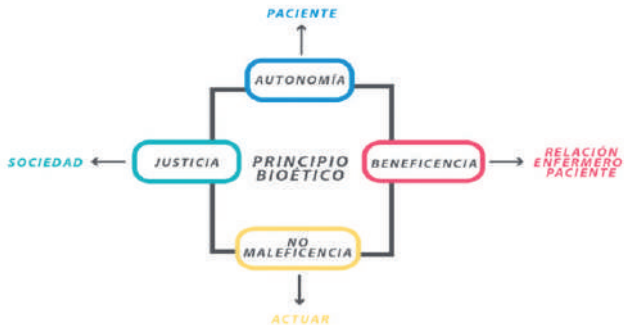 PACIENTE
AUTONOMÍA
SOCIEDAD
JUSTICIA
PRINCIPIO
BIOÉTICO
BENEFICENCIA
RELACIÓN
ENFERMERO
PACIENTE
NO
MALEFICENCIA
ACTUAR